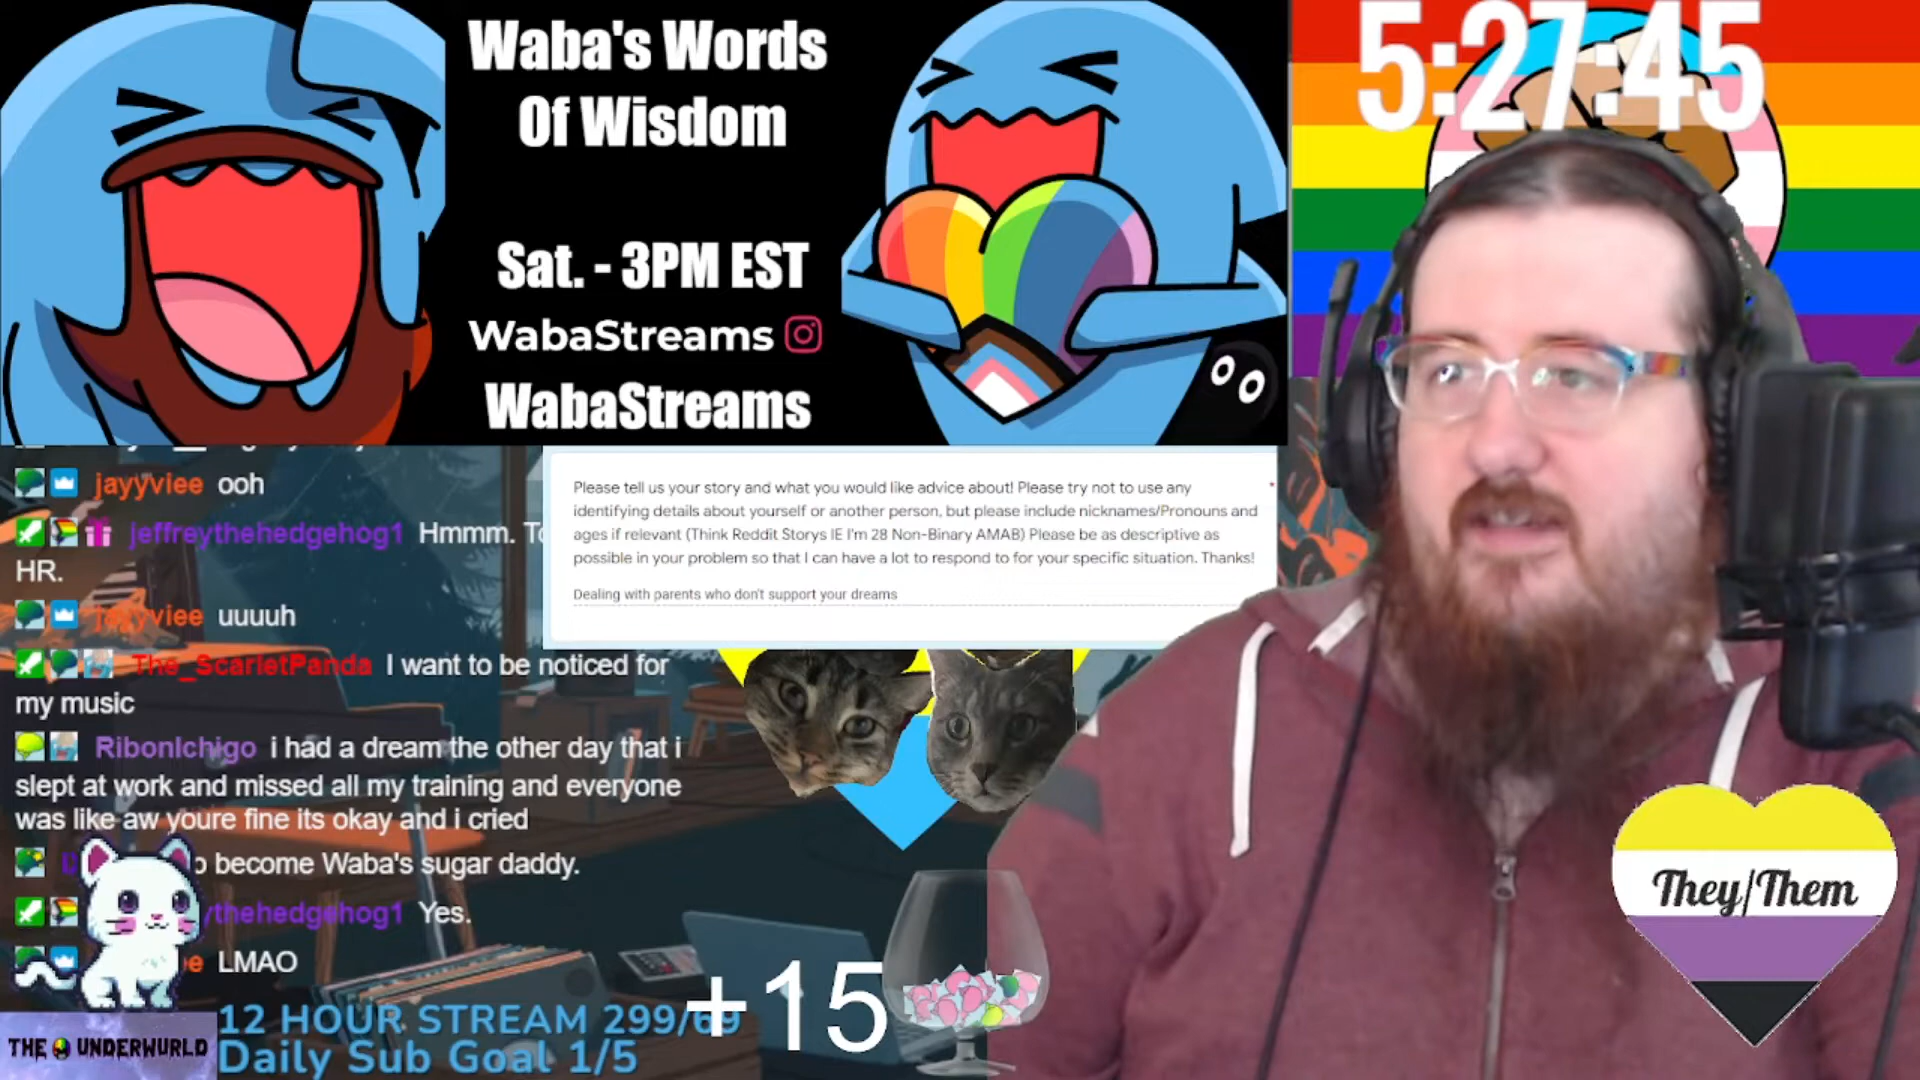 Waba's Words
Of Wisdom
Sat. - 3PM EST
WabaStreams
WabaStreams
5:27:45
jayyviee ooh
jeffreythehedgehog1 Hmmm.
HR.
jayyviee uuuuh
The_ScarletPanda I want to be noticed for
my music
RibonIchigo i had a dream the other day that i
slept at work and missed all my training and everyone
was like aw youre fine its okay and i cried
become Waba's sugar daddy.
ythehedgehog1 Yes.
LMAO
Please tell us your story and what you would like advice about! Please try not to use any
identifying details about yourself or another person, but please include nicknames/Pronouns and
ages if relevant (Think Reddit Storys IE I'm 28 Non-Binary AMAB) Please be as descriptive as
possible in your problem so that I can have a lot to respond to for your specific situation. Thanks!
Dealing with parents who don't support your dreams
They/Them
+15
THE UNDERWURLD
12 HOUR STREAM 299/69
Daily Sub Goal 1/5